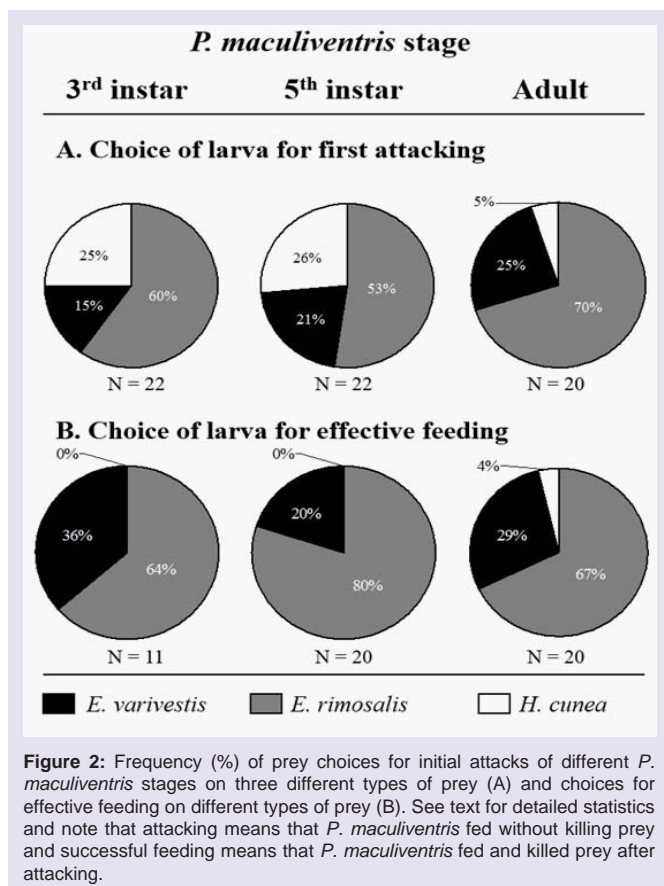 P. maculiventris stage
3rd instar 5th instar Adult
A. Choice of larva for first attacking
25% 15% 60%
26% 21% 53%
5% 25% 70%
N = 22 N = 22 N = 20
B. Choice of larva for effective feeding
0% 36% 64%
0% 20% 80%
4% 29% 67%
N = 11 N = 20 N = 20
E. varivestis E. rimosalis H. cunea
Figure 2: Frequency (%) of prey choices for initial attacks of different P.
maculiventris stages on three different types of prey (A) and choices for
effective feeding on different types of prey (B). See text for detailed statistics
and note that attacking means that P. maculiventris fed without killing prey
and successful feeding means that P. maculiventris fed and killed prey after
attacking.